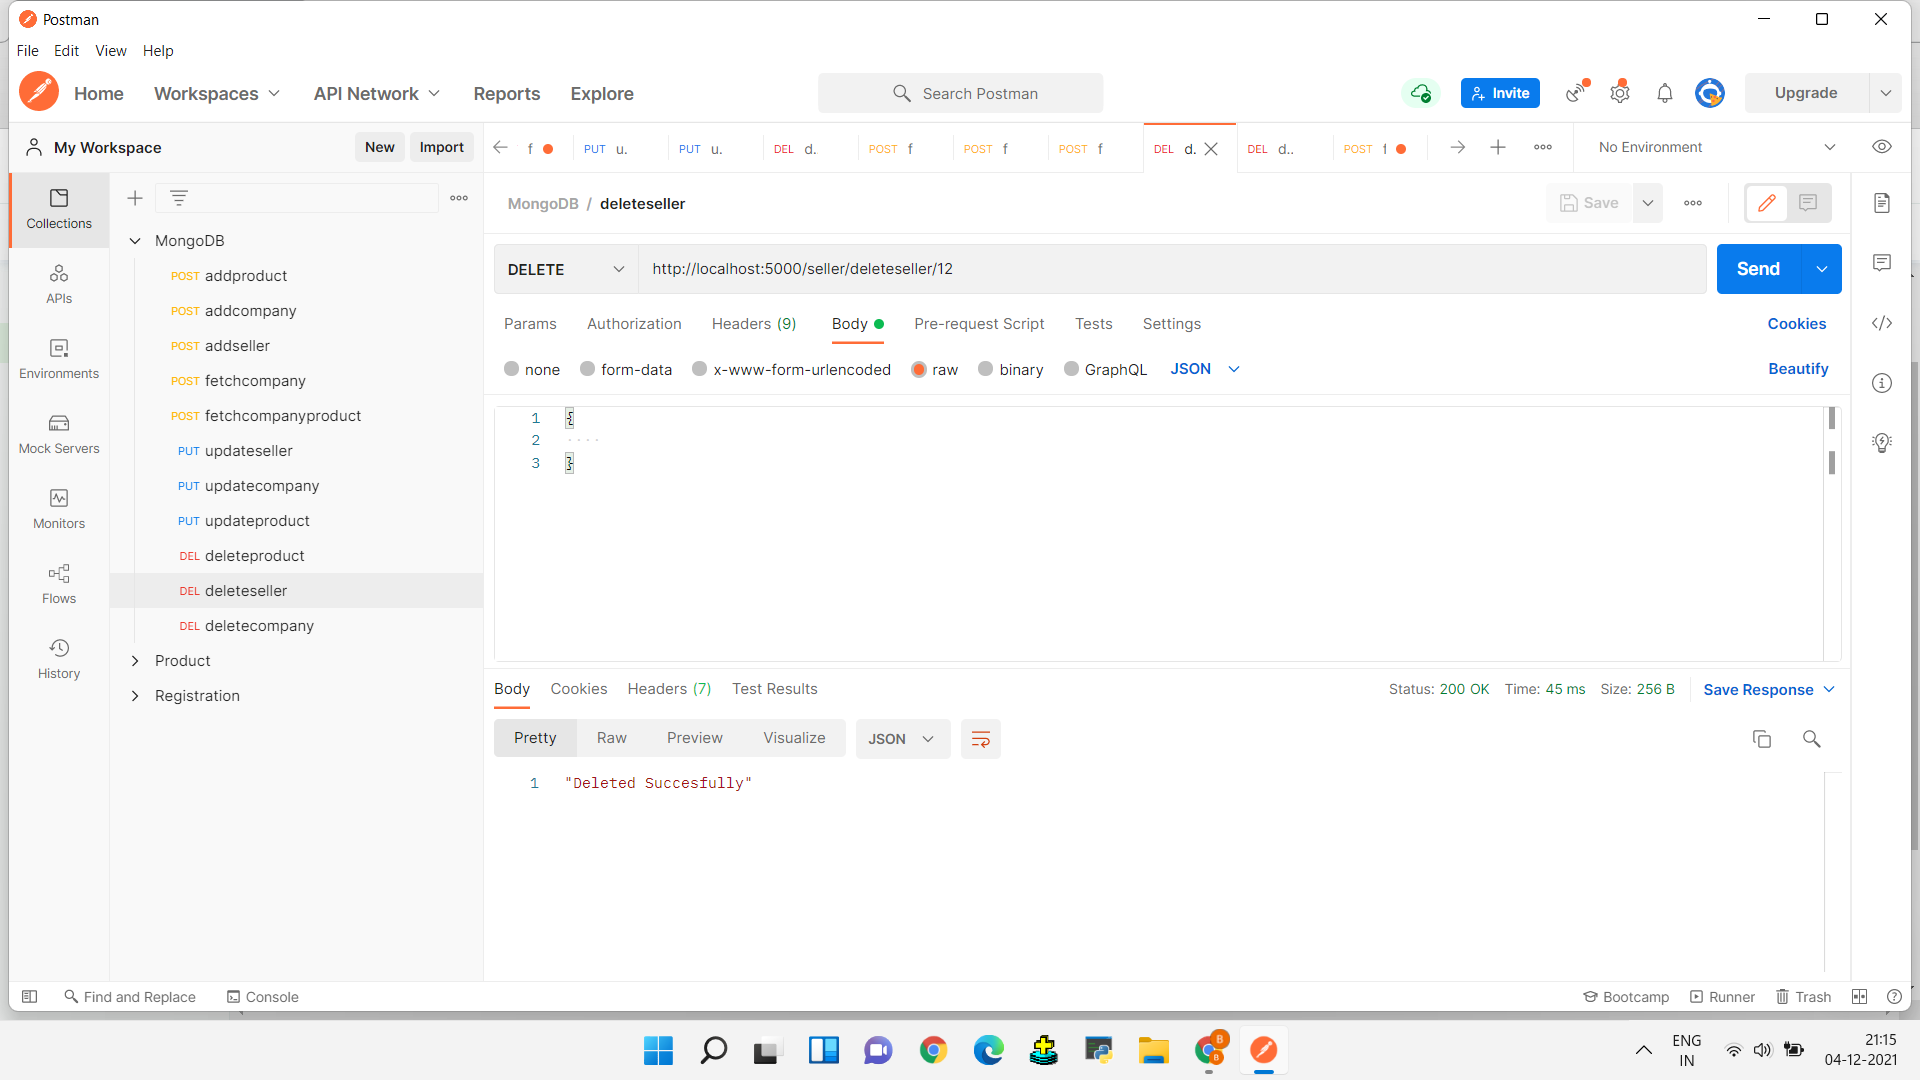 Postman
File Edit View Help
Home Workspaces API Network Reports Explore Search Postman Invite Upgrade
My Workspace New Import f PUT u. PUT u. DEL d. POST f POST f POST f DEL d. DEL d.. POST f No Environment
MongoDB / deleteseller Save
Collections
APIs
Environments
Mock Servers
Monitors
Flows
History
MongoDB
POST addproduct
POST addcompany
POST addseller
POST fetchcompany
POST fetchcompanyproduct
PUT updateseller
PUT updatecompany
PUT updateproduct
DEL deleteproduct
DEL deleteseller
DEL deletecompany
Product
Registration
DELETE http://localhost:5000/seller/deleteseller/12 Send
Params Authorization Headers (9) Body Pre-request Script Tests Settings Cookies
none form-data x-www-form-urlencoded raw binary GraphQL JSON Beautify
1 {
2 ····
3 }
Body Cookies Headers (7) Test Results Status: 200 OK Time: 45 ms Size: 256 B Save Response
Pretty Raw Preview Visualize JSON
1 "Deleted Succesfully"
Find and Replace Console Bootcamp Runner Trash
B
B
ENG
IN
21:15
04-12-2021